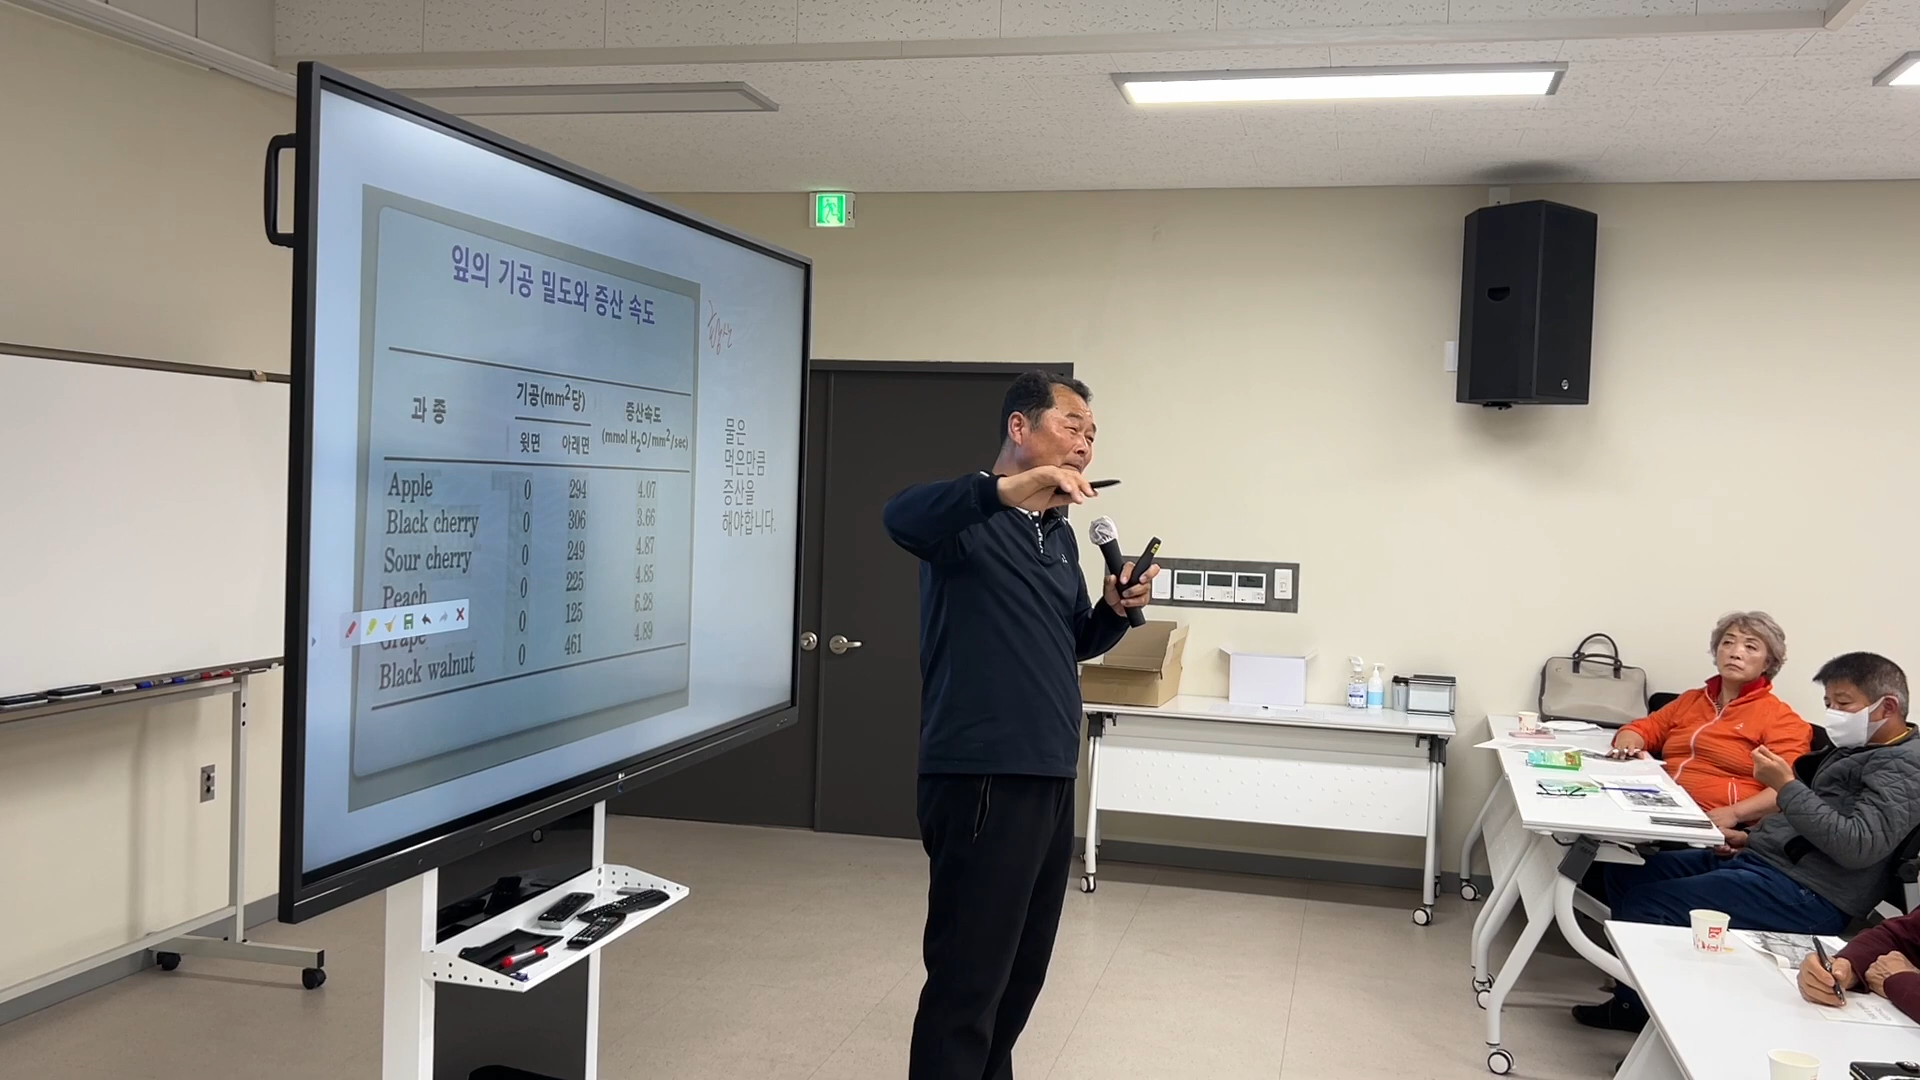 잎의 기공 밀도와 증산 속도
과 종 기공(mm2당) 증산속도
윗면 아래면 (mmol H2O/mm2/sec)
Apple 0 294 4.07
Black cherry 0 306 3.66
Sour cherry 0 249 4.87
Peach 0 225 4.85
Grape 0 125 6.28
Black walnut 0 461 4.89
물은
먹은만큼
증산을
해야합니다.